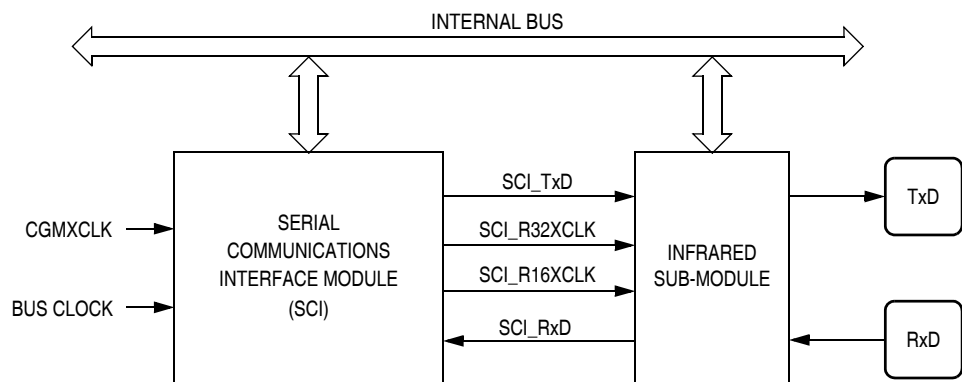 INTERNAL BUS
CGMXCLK
BUS CLOCK
SERIAL
COMMUNICATIONS
INTERFACE MODULE
(SCI)
SCI_TxD
SCI_R32XCLK
SCI_R16XCLK
SCI_RxD
INFRARED
SUB-MODULE
TxD
RxD